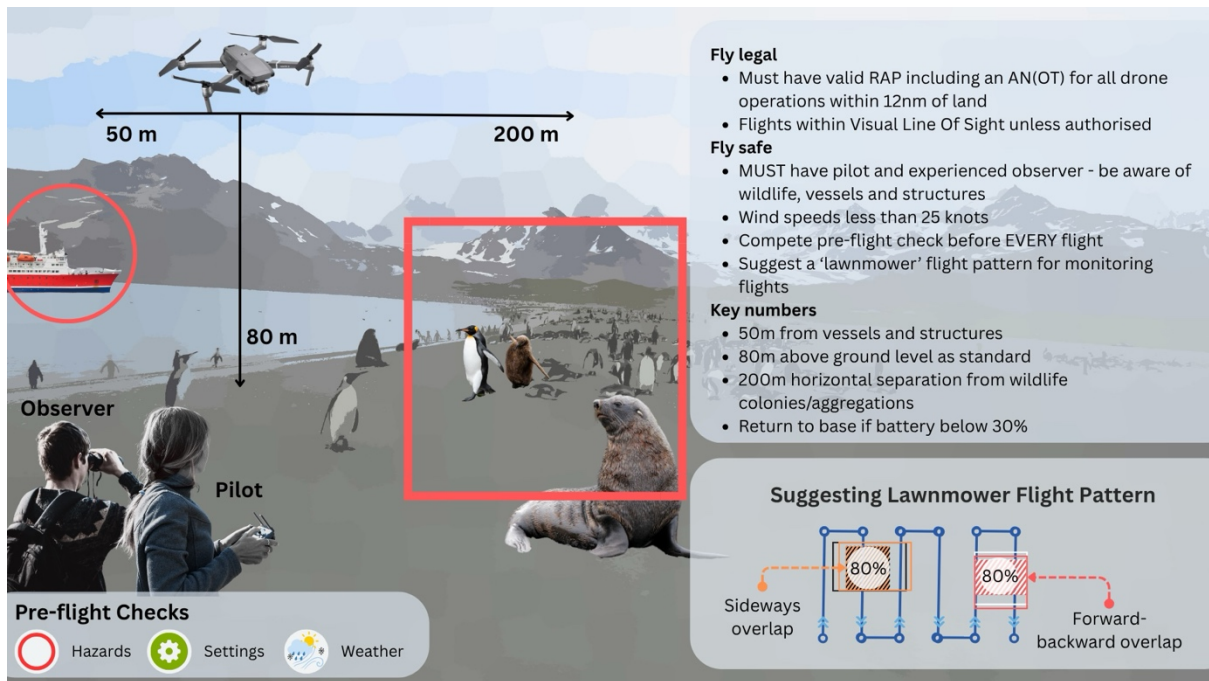 50 m
200 m
80 m
Observer
Pilot
Pre-flight Checks
Hazards
Settings
Weather
Fly legal
• Must have valid RAP including an AN(OT) for all drone
operations within 12nm of land
• Flights within Visual Line Of Sight unless authorised
Fly safe
• MUST have pilot and experienced observer - be aware of
wildlife, vessels and structures
• Wind speeds less than 25 knots
• Compete pre-flight check before EVERY flight
• Suggest a ‘lawnmower’ flight pattern for monitoring
flights
Key numbers
• 50m from vessels and structures
• 80m above ground level as standard
• 200m horizontal separation from wildlife
colonies/aggregations
• Return to base if battery below 30%
Suggesting Lawnmower Flight Pattern
80%
80%
Sideways
overlap
Forward-
backward overlap